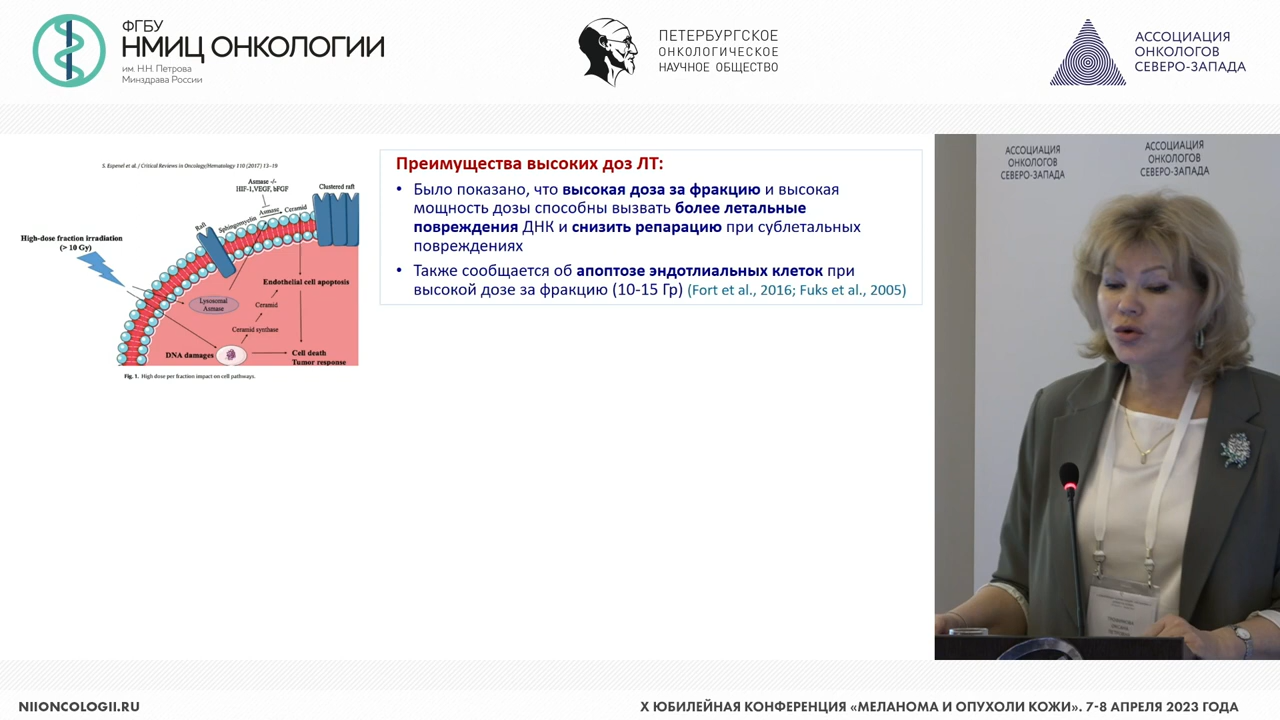 ФГБУ
НМИЦ ОНКОЛОГИИ
им. Н.Н. Петрова
Минздрава России
ПЕТЕРБУРГСКОЕ
ОНКОЛОГИЧЕСКОЕ
НАУЧНОЕ ОБЩЕСТВО
АССОЦИАЦИЯ
ОНКОЛОГОВ
СЕВЕРО-ЗАПАДА
S. Espenel et al. / Critical Reviews in Oncology/Hematology 110 (2017) 13–19
Asmase -/-
HIF-1,VEGF, bFGF
Clustered raft
Raft
Sphingomyelin
Asmase
Ceramid
High-dose fraction irradiation
(> 10 Gy)
Endothelial cell apoptosis
Lysosomal
Asmase
Ceramid
Ceramid synthase
DNA damages
Cell death
Tumor response
Fig. 1. High dose per fraction impact on cell pathways.
Преимущества высоких доз ЛТ:
• Было показано, что высокая доза за фракцию и высокая
мощность дозы способны вызвать более летальные
повреждения ДНК и снизить репарацию при сублетальных
повреждениях
• Также сообщается об апоптозе эндотлиальных клеток при
высокой дозе за фракцию (10-15 Гр) (Fort et al., 2016; Fuks et al., 2005)
АССОЦИАЦИЯ
ОНКОЛОГОВ
СЕВЕРО-ЗАПАДА
АССОЦИАЦИЯ
ОНКОЛОГОВ
СЕВЕРО-ЗАПАДА
NIIONCOLOGII.RU
X ЮБИЛЕЙНАЯ КОНФЕРЕНЦИЯ «МЕЛАНОМА И ОПУХОЛИ КОЖИ». 7-8 АПРЕЛЯ 2023 ГОДА